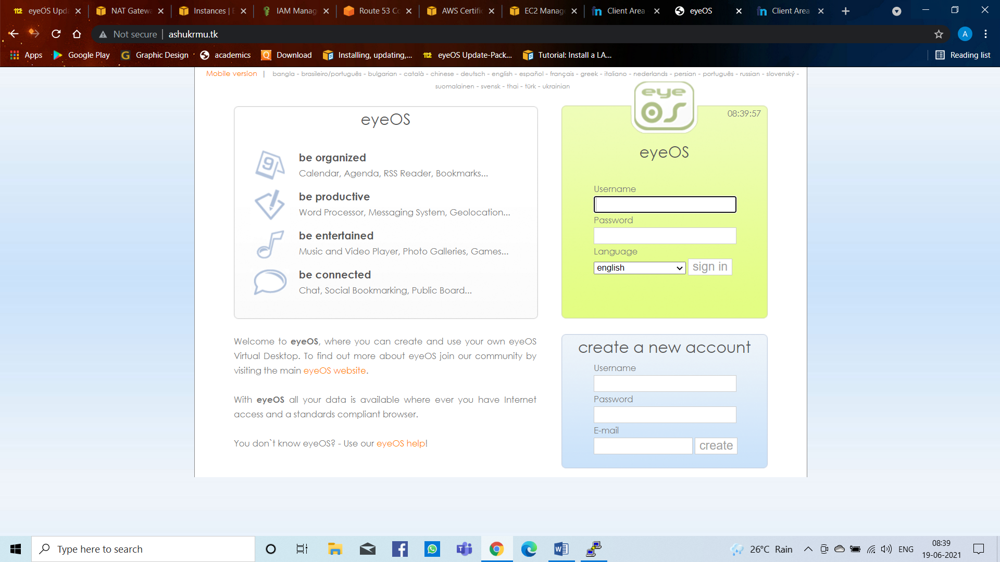 eyeOS Upda
NAT Gatewa
Instances | E
IAM Manag
Route 53 Co
AWS Certific
EC2 Manage
Client Area
eyeOS
Client Area
Not secure
ashukrmu.tk
A
Apps
Google Play
Graphic Design
academics
Download
Installing, updating,...
eyeOS Update-Pack...
Tutorial: Install a LA...
Reading list
Mobile version | bangla - brasileiro/português - bulgarian - català - chinese - deutsch - english - español - français - greek - italiano - nederlands - persian - português - russian - slovenský -
suomalainen - svensk - thai - türk - ukrainian
eyeOS
be organized
Calendar, Agenda, RSS Reader, Bookmarks...
be productive
Word Processor, Messaging System, Geolocation...
be entertained
Music and Video Player, Photo Galleries, Games...
be connected
Chat, Social Bookmarking, Public Board...
Welcome to eyeOS, where you can create and use your own eyeOS
Virtual Desktop. To find out more about eyeOS join our community by
visiting the main eyeOS website.
With eyeOS all your data is available where ever you have Internet
access and a standards compliant browser.
You don`t know eyeOS? - Use our eyeOS help!
eye
OS
08:39:57
eyeOS
Username
Password
Language
english
sign in
create a new account
Username
Password
E-mail
create
Type here to search
26°C Rain
ENG
08:39
19-06-2021